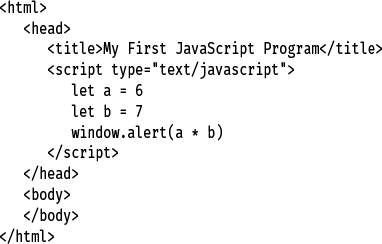 <html>
   <head>
      <title>My First JavaScript Program</title>
      <script type="text/javascript">
         let a = 6
         let b = 7
         window.alert(a * b)
      </script>
   </head>
   <body>
   </body>
</html>